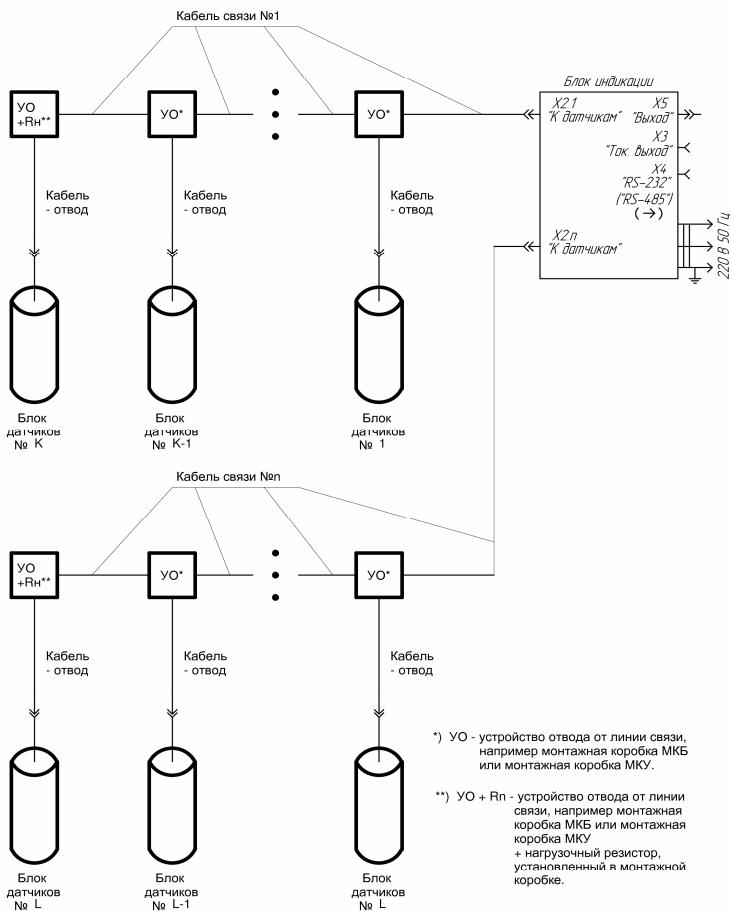 Кабель связи №1
УО
+Rн**
УО*
УО*
Кабель
- отвод
Кабель
- отвод
Кабель
- отвод
Блок
датчиков
№ K
Блок
датчиков
№ K-1
Блок
датчиков
№ 1
Блок индикации
X2.1
"К датчикам"
X5
"Выход"
X3
"Ток. выход"
X4
"RS-232"
("RS-485")
(→)
X2.n
"К датчикам"
220 В 50 Гц
Кабель связи №n
УО
+Rн**
УО*
УО*
Кабель
- отвод
Кабель
- отвод
Кабель
- отвод
Блок
датчиков
№ L
Блок
датчиков
№ L-1
Блок
датчиков
№ L
*) УО - устройство отвода от линии связи,
например монтажная коробка МКБ
или монтажная коробка МКУ.
**) УО + Rn - устройство отвода от линии
связи, например монтажная
коробка МКБ или монтажная
коробка МКУ
+ нагрузочный резистор,
установленный в монтажной
коробке.